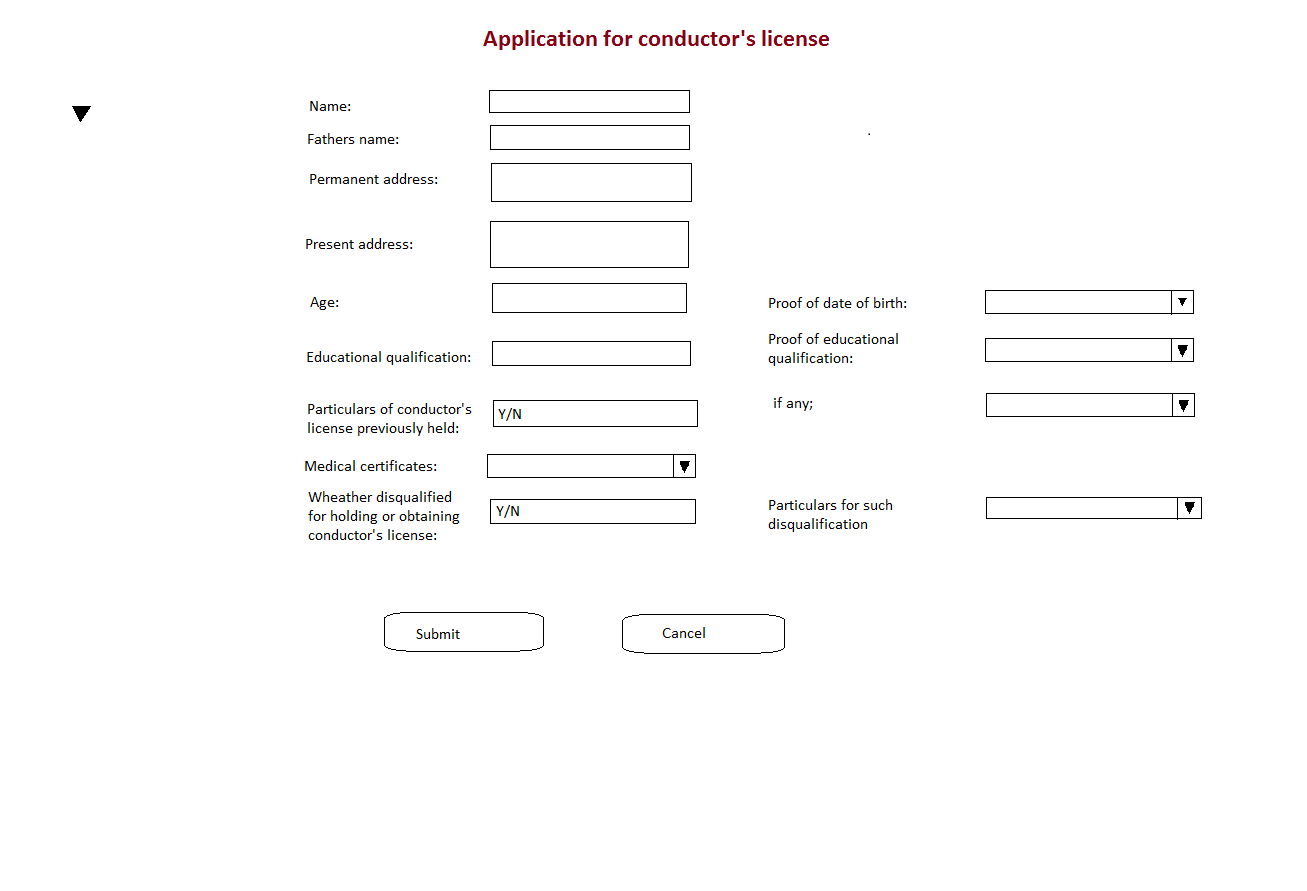 Application for conductor's license
Name:
Fathers name:
Permanent address:
Present address:
Age:
Proof of date of birth:
Educational qualification:
Proof of educational
qualification:
Particulars of conductor's
license previously held:
Y/N
if any;
Medical certificates:
Wheather disqualified
for holding or obtaining
conductor's license:
Y/N
Particulars for such
disqualification
Submit
Cancel